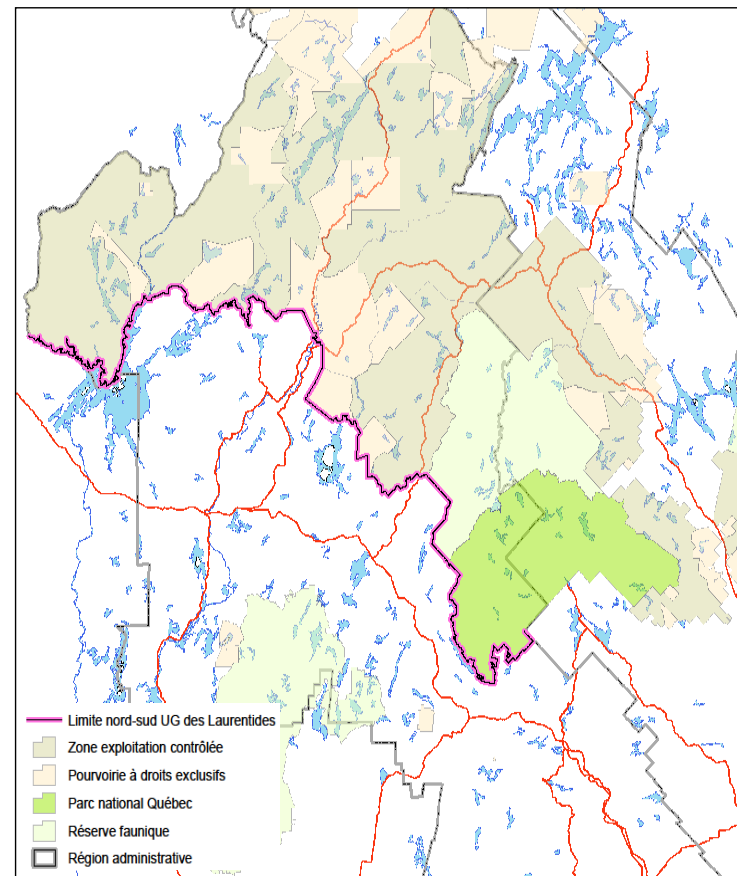 Limite nord-sud UG des Laurentides
Zone exploitation contrôlée
Pourvoirie à droits exclusifs
Parc national Québec
Réserve faunique
Région administrative